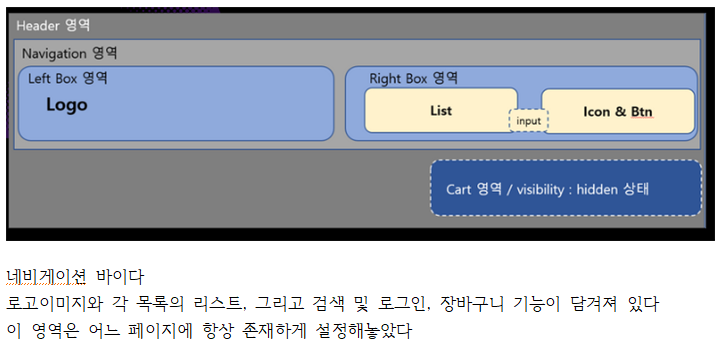 Header 영역
Navigation 영역
Left Box 영역
Right Box 영역
Logo
List
input
Icon & Btn
Cart 영역 / visibility : hidden 상태
네비게이션 바이다
로고이미지와 각 목록의 리스트, 그리고 검색 및 로그인, 장바구니 기능이 담겨져 있다
이 영역은 어느 페이지에 항상 존재하게 설정해놓았다